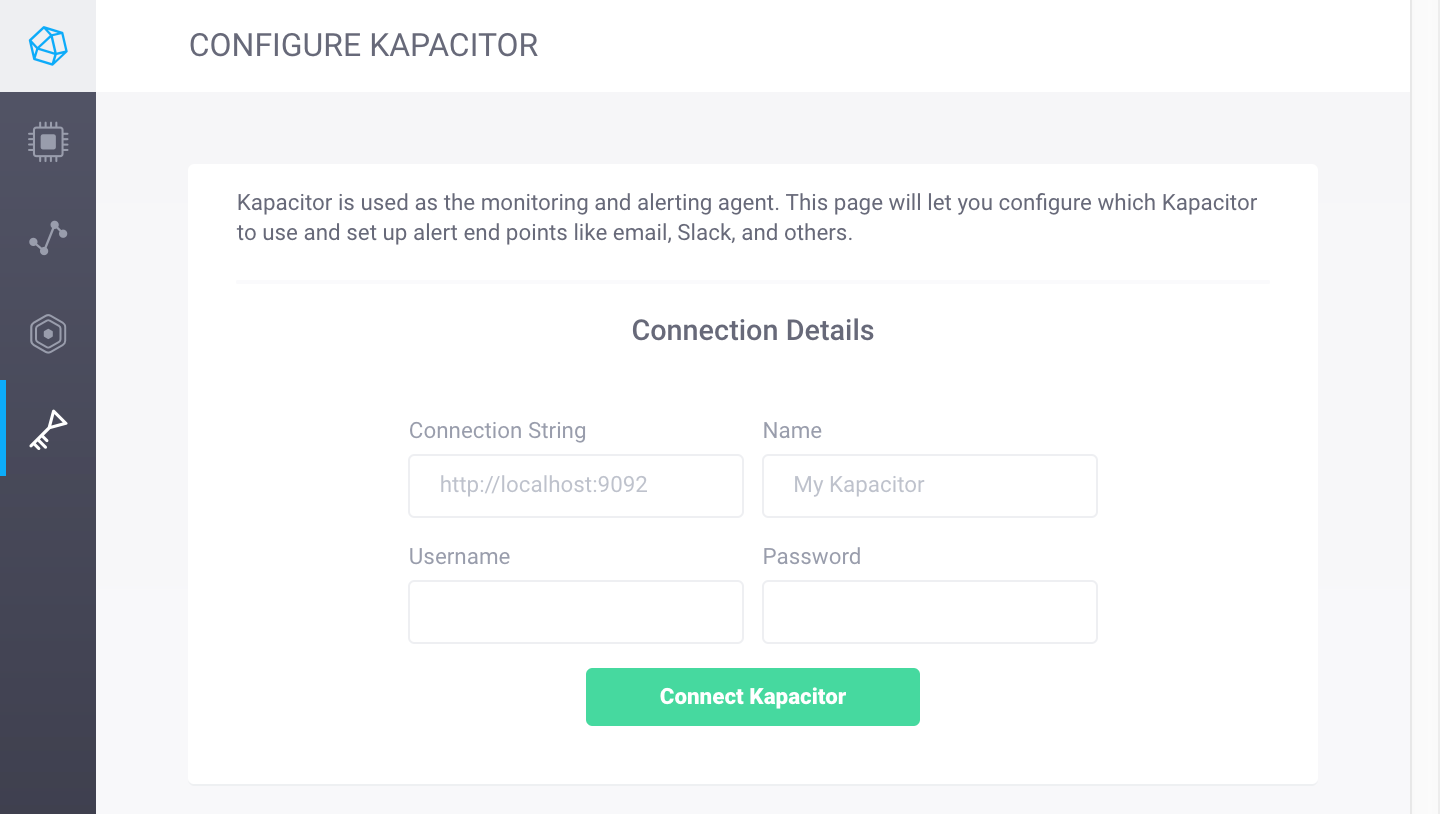 CONFIGURE KAPACITOR
Kapacitor is used as the monitoring and alerting agent. This page will let you configure which Kapacitor
to use and set up alert end points like email, Slack, and others.
Connection Details
Connection String
Name
http://localhost:9092
My Kapacitor
Username
Password
Connect Kapacitor